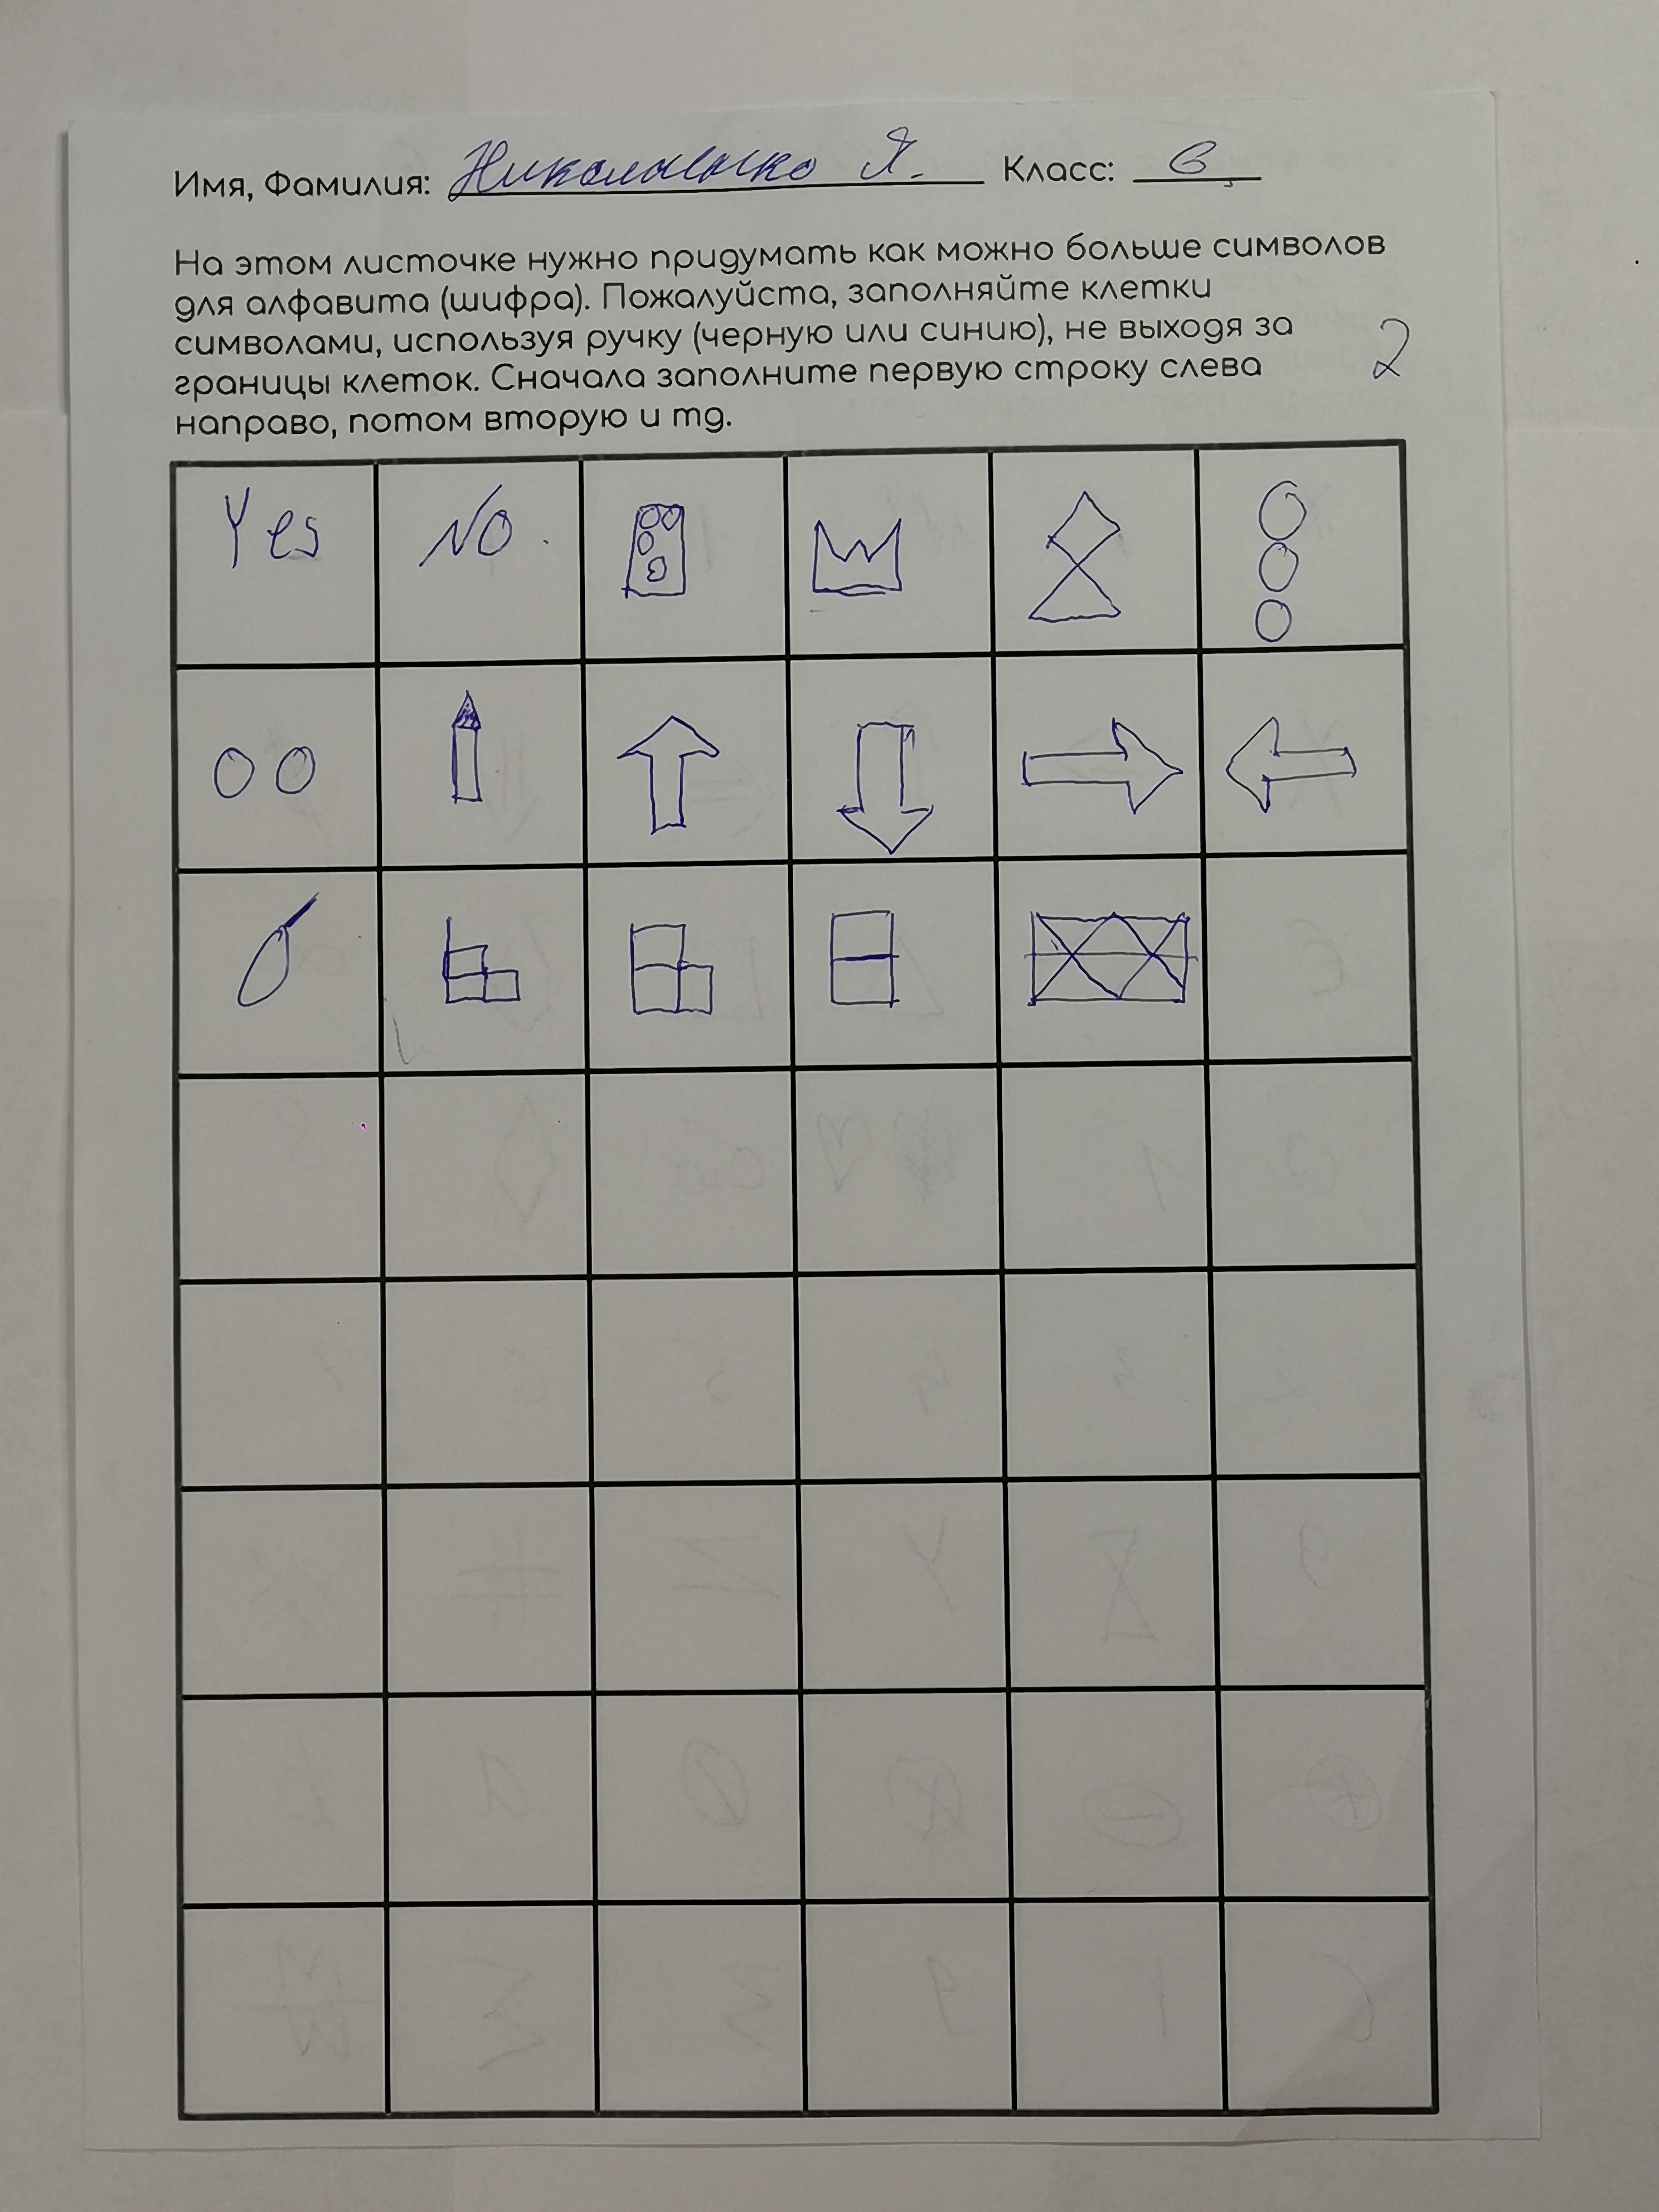 Имя, Фамилия: Николенко Я. Класс: 6
На этом листочке нужно придумать как можно больше символов
для алфавита (шифра). Пожалуйста, заполняйте клетки
символами, используя ручку (черную или синию), не выходя за
границы клеток. Сначала заполните первую строку слева
направо, потом вторую и тд.
2
Yes NO